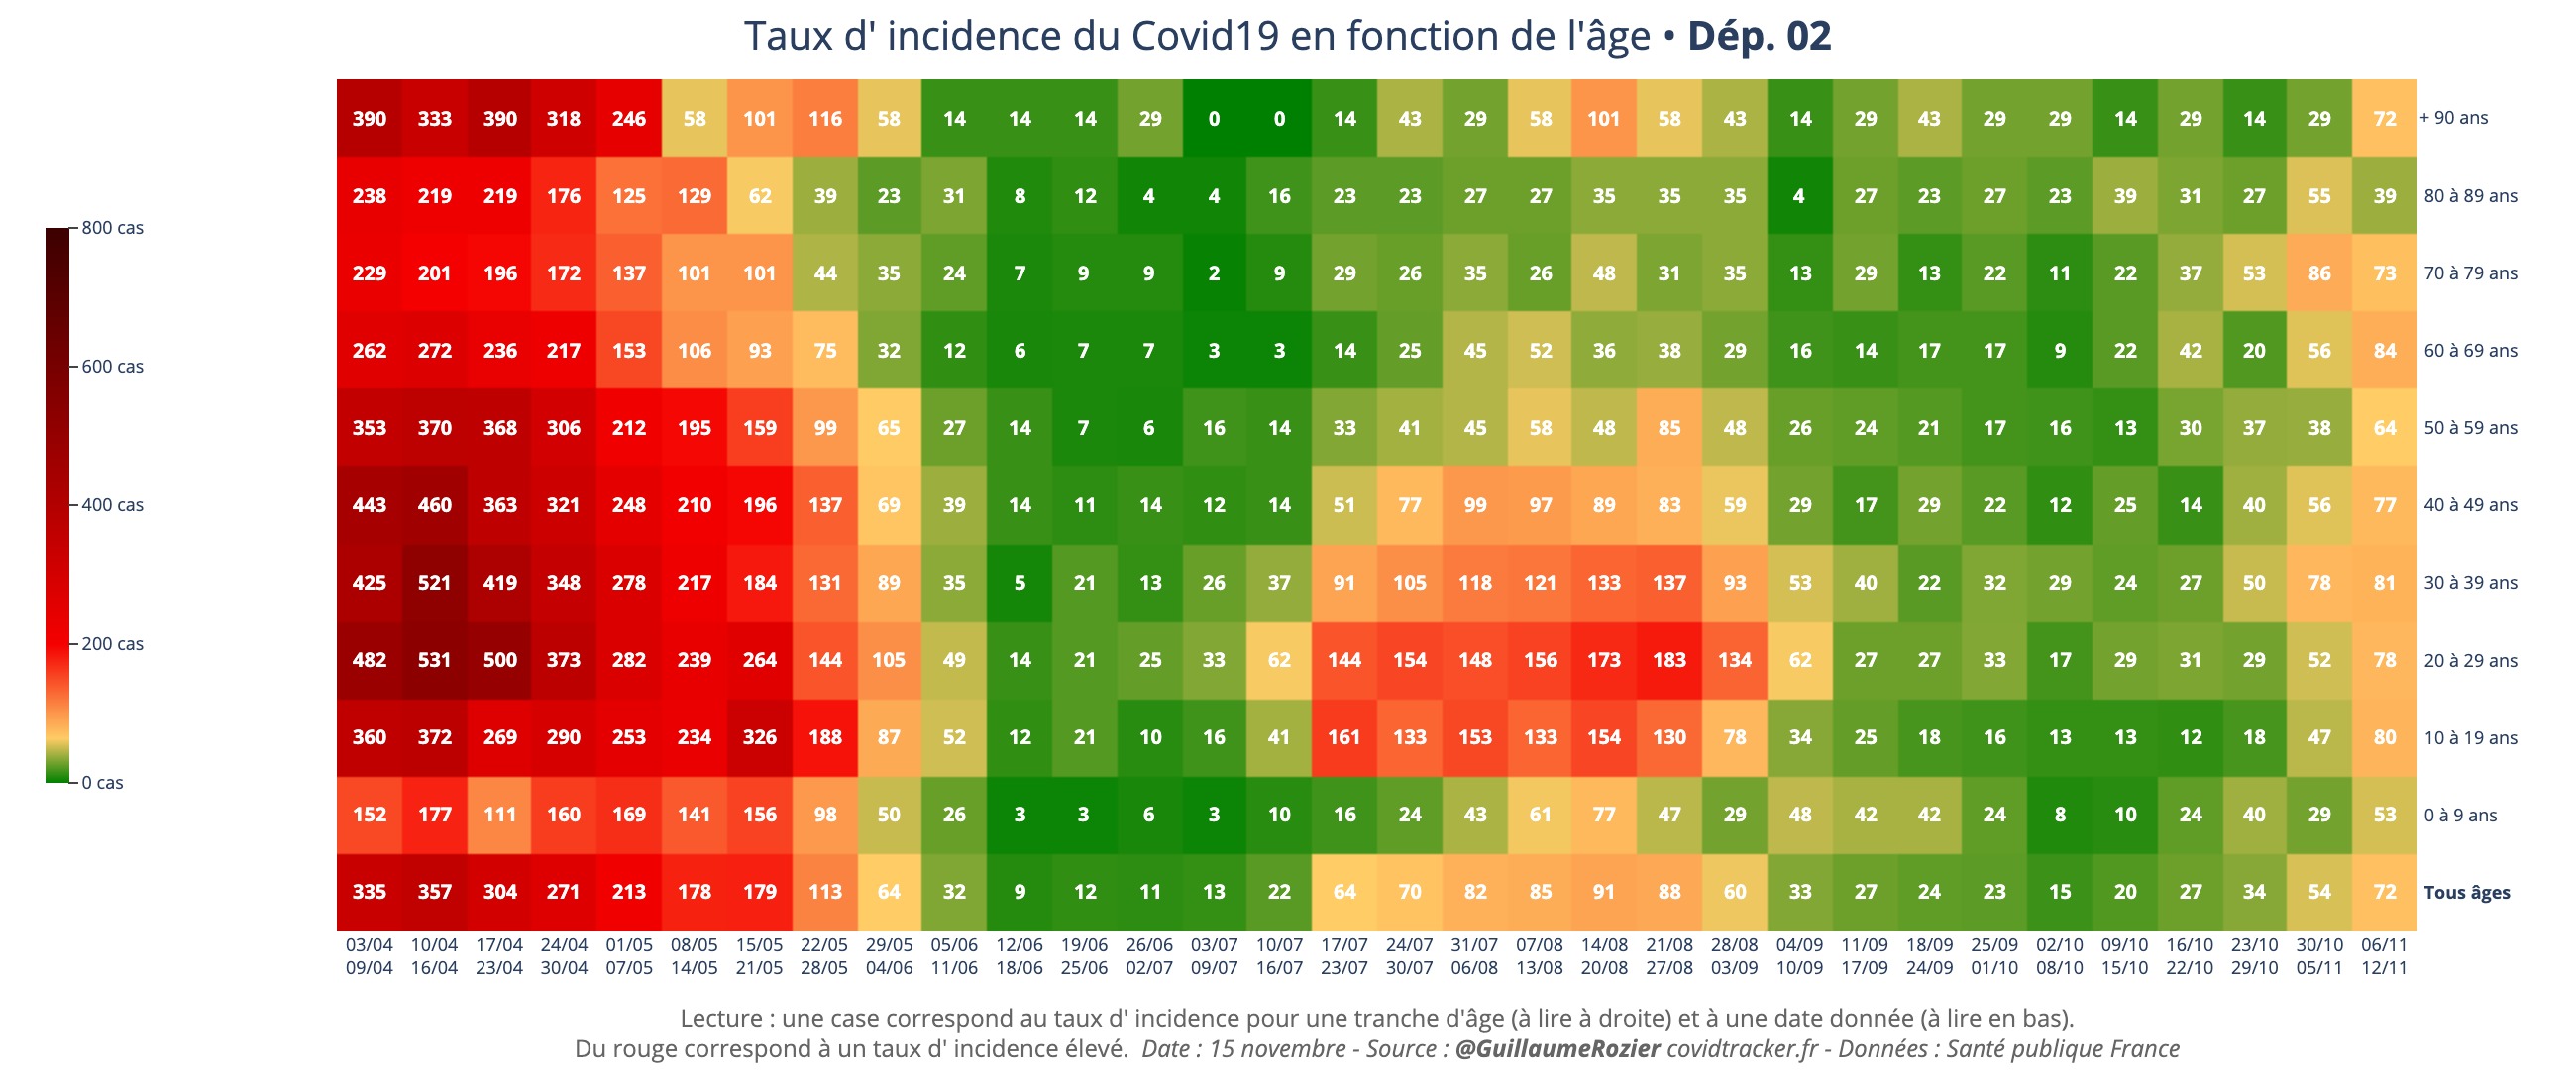 Taux d' incidence du Covid19 en fonction de l'âge • Dép. 02
390 333 390 318 246 58 101 116 58 14 14 14 29 0 0 14 43 29 58 101 58 43 14 29 43 29 29 14 29 14 29 72 + 90 ans
238 219 219 176 125 129 62 39 23 31 8 12 4 4 16 23 23 27 27 35 35 35 4 27 23 27 23 39 31 27 55 39 80 à 89 ans
800 cas
229 201 196 172 137 101 101 44 35 24 7 9 9 2 9 29 26 35 26 48 31 35 13 29 13 22 11 22 37 53 86 73 70 à 79 ans
262 272 236 217 153 106 93 75 32 12 6 7 7 3 3 14 25 45 52 36 38 29 16 14 17 17 9 22 42 20 56 84 60 à 69 ans
600 cas
353 370 368 306 212 195 159 99 65 27 14 7 6 16 14 33 41 45 58 48 85 48 26 24 21 17 16 13 30 37 38 64 50 à 59 ans
400 cas
443 460 363 321 248 210 196 137 69 39 14 11 14 12 14 51 77 99 97 89 83 59 29 17 29 22 12 25 14 40 56 77 40 à 49 ans
425 521 419 348 278 217 184 131 89 35 5 21 13 26 37 91 105 118 121 133 137 93 53 40 22 32 29 24 27 50 78 81 30 à 39 ans
200 cas
482 531 500 373 282 239 264 144 105 49 14 21 25 33 62 144 154 148 156 173 183 134 62 27 27 33 17 29 31 29 52 78 20 à 29 ans
360 372 269 290 253 234 326 188 87 52 12 21 10 16 41 161 133 153 133 154 130 78 34 25 18 16 13 13 12 18 47 80 10 à 19 ans
0 cas
152 177 111 160 169 141 156 98 50 26 3 3 6 3 10 16 24 43 61 77 47 29 48 42 42 24 8 10 24 40 29 53 0 à 9 ans
335 357 304 271 213 178 179 113 64 32 9 12 11 13 22 64 70 82 85 91 88 60 33 27 24 23 15 20 27 34 54 72 Tous âges
03/04 10/04 17/04 24/04 01/05 08/05 15/05 22/05 29/05 05/06 12/06 19/06 26/06 03/07 10/07 17/07 24/07 31/07 07/08 14/08 21/08 28/08 04/09 11/09 18/09 25/09 02/10 09/10 16/10 23/10 30/10 06/11
09/04 16/04 23/04 30/04 07/05 14/05 21/05 28/05 04/06 11/06 18/06 25/06 02/07 09/07 16/07 23/07 30/07 06/08 13/08 20/08 27/08 03/09 10/09 17/09 24/09 01/10 08/10 15/10 22/10 29/10 05/11 12/11
Lecture : une case correspond au taux d' incidence pour une tranche d'âge (à lire à droite) et à une date donnée (à lire en bas).
Du rouge correspond à un taux d' incidence élevé. Date : 15 novembre - Source : @GuillaumeRozier covidtracker.fr - Données : Santé publique France